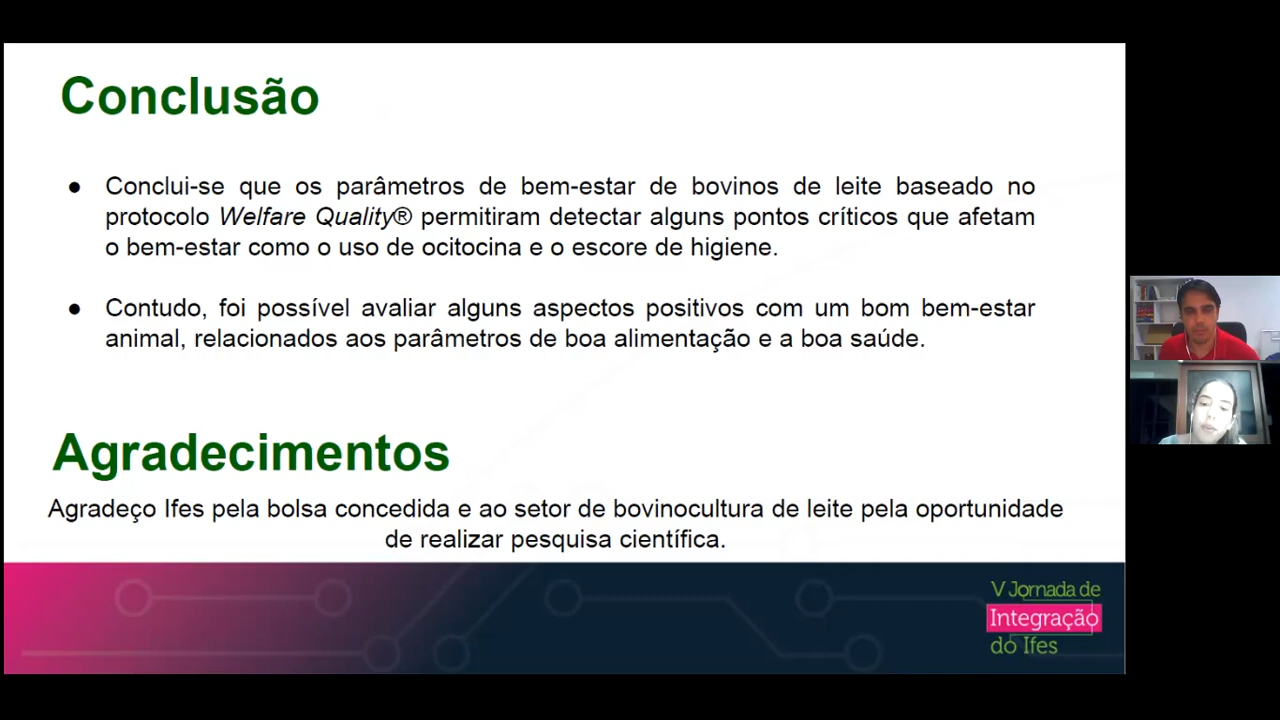 Conclusão
● Conclui-se que os parâmetros de bem-estar de bovinos de leite baseado no
protocolo Welfare Quality® permitiram detectar alguns pontos críticos que afetam
o bem-estar como o uso de ocitocina e o escore de higiene.
● Contudo, foi possível avaliar alguns aspectos positivos com um bom bem-estar
animal, relacionados aos parâmetros de boa alimentação e a boa saúde.
Agradecimentos
Agradeço Ifes pela bolsa concedida e ao setor de bovinocultura de leite pela oportunidade
de realizar pesquisa científica.
V Jornada de
Integração
do Ifes